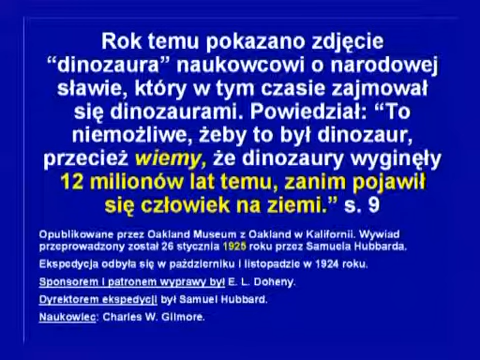 Rok temu pokazano zdjęcie
“dinozaura” naukowcowi o narodowej
sławie, który w tym czasie zajmował
się dinozaurami. Powiedział: “To
niemożliwe, żeby to był dinozaur,
przecież wiemy, że dinozaury wyginęły
12 milionów lat temu, zanim pojawił
się człowiek na ziemi.” s. 9
Opublikowane przez Oakland Museum z Oakland w Kalifornii. Wywiad
przeprowadzony został 26 stycznia 1925 roku przez Samuela Hubbarda.
Ekspedycja odbyła się w październiku i listopadzie w 1924 roku.
Sponsorem i patronem wyprawy był E. L. Doheny.
Dyrektorem ekspedycji był Samuel Hubbard.
Naukowiec: Charles W. Gilmore.